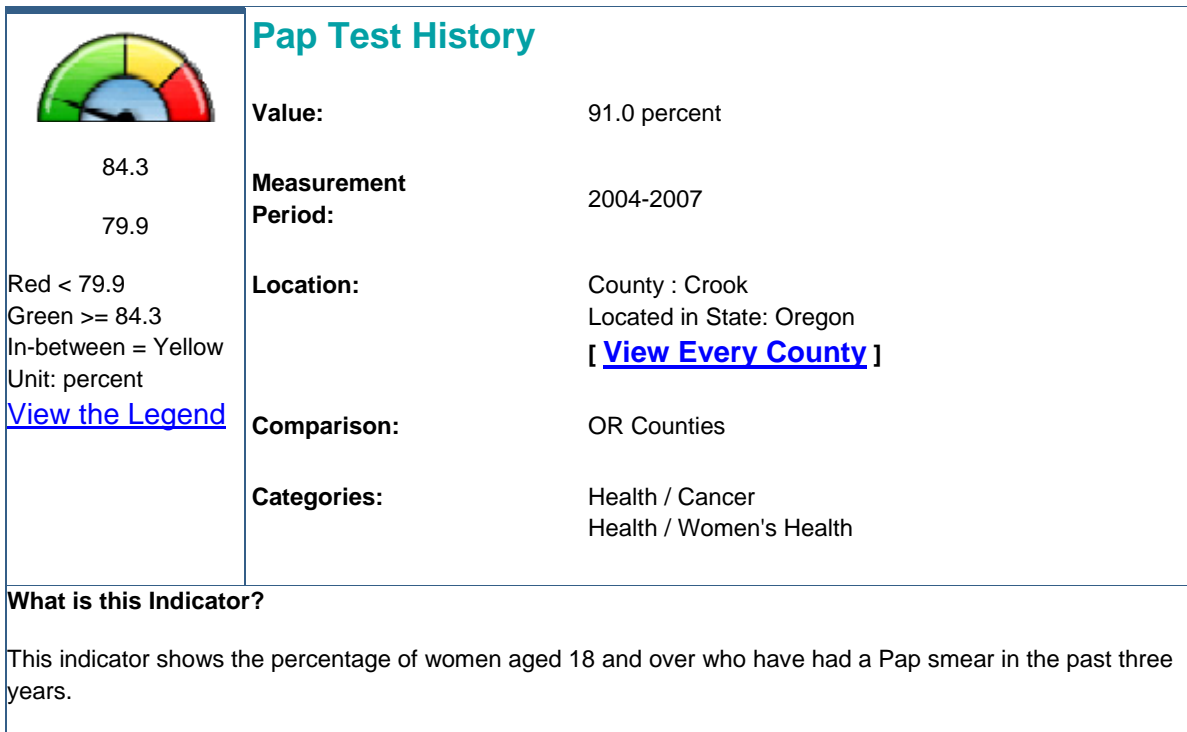 Pap Test History
Value: 91.0 percent
84.3
79.9
Measurement
Period: 2004-2007
Red < 79.9
Green >= 84.3
In-between = Yellow
Unit: percent
View the Legend
Location: County : Crook
Located in State: Oregon
[ View Every County ]
Comparison: OR Counties
Categories: Health / Cancer
Health / Women's Health
What is this Indicator?
This indicator shows the percentage of women aged 18 and over who have had a Pap smear in the past three
years.